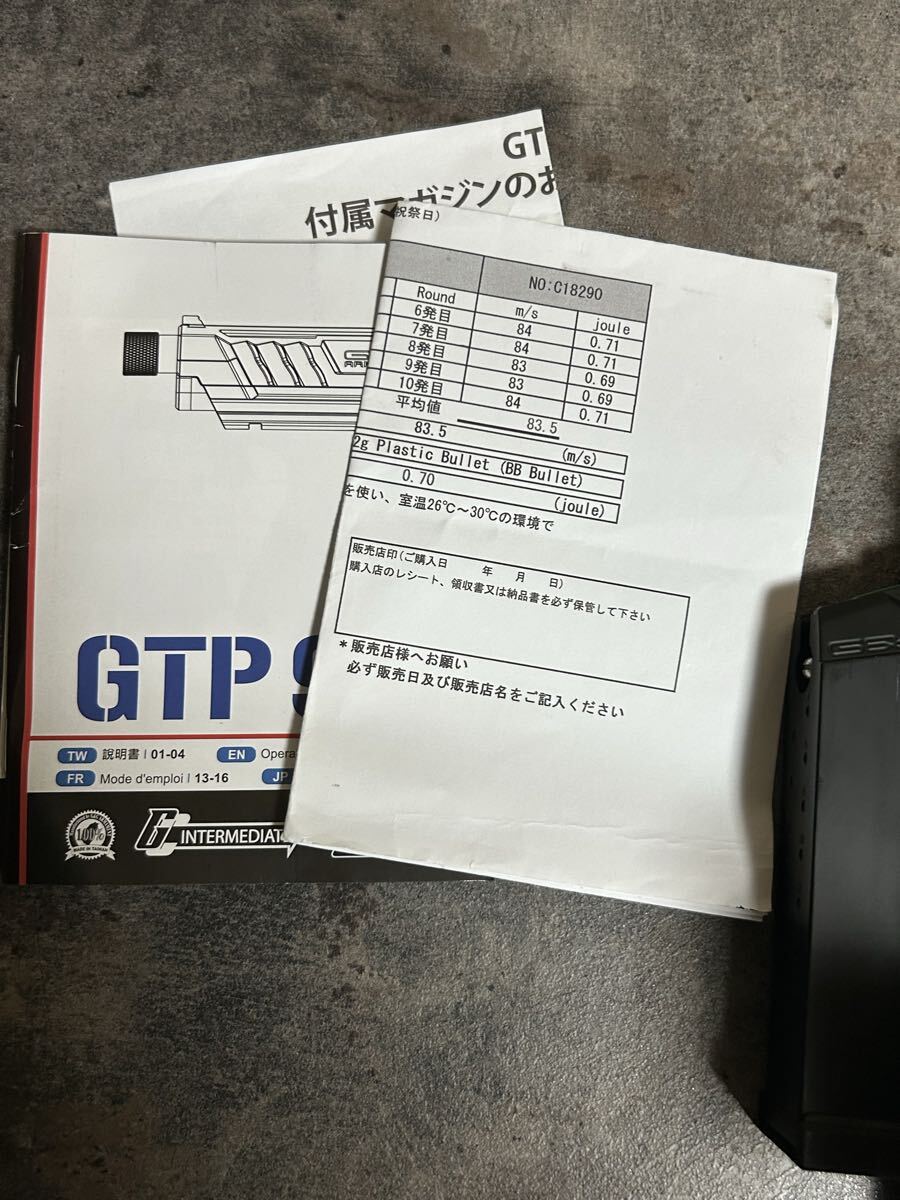 GT
付属マガジンのお
祝祭日)
NO:C18290
Round m/s joule
6発目 84 0.71
7発目 84 0.71
8発目 83 0.69
9発目 83 0.69
10発目 84 0.71
平均値 83.5
83.5 (m/s)
2g Plastic Bullet (BB Bullet)
0.70 (joule)
を使い、室温26℃～30℃の環境で
販売店印(ご購入日 年 月 日)
購入店のレシート、領収書又は納品書を必ず保管して下さい
*販売店様へお願い
必ず販売日及び販売店名をご記入ください
GTP
TW 説明書 | 01-04 EN Opera
FR Mode d'emploi | 13-16 JP
100%
MADE IN TAIWAN
INTERMEDIAT